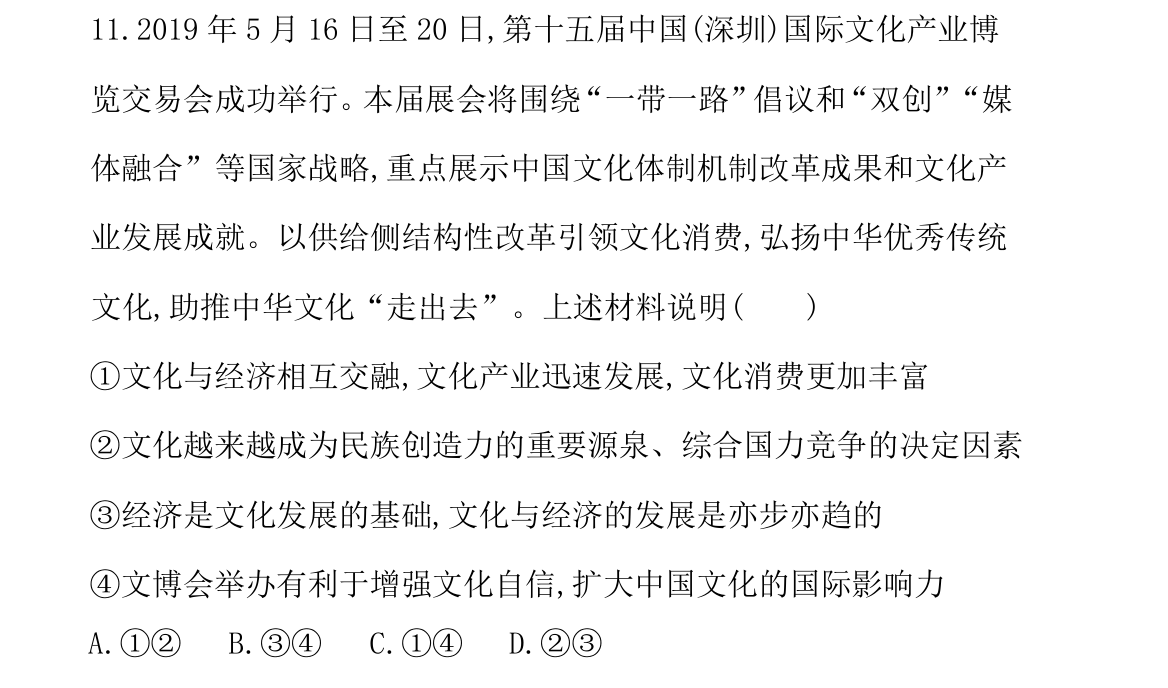 11.2019 年 5 月 16 日至 20 日,第十五届中国(深圳)国际文化产业博
览交易会成功举行。本届展会将围绕“一带一路”倡议和“双创”“媒
体融合”等国家战略,重点展示中国文化体制机制改革成果和文化产
业发展成就。以供给侧结构性改革引领文化消费,弘扬中华优秀传统
文化,助推中华文化“走出去”。上述材料说明(　　)
①文化与经济相互交融,文化产业迅速发展,文化消费更加丰富
②文化越来越成为民族创造力的重要源泉、综合国力竞争的决定因素
③经济是文化发展的基础,文化与经济的发展是亦步亦趋的
④文博会举办有利于增强文化自信,扩大中国文化的国际影响力
A.①②　B.③④　C.①④　D.②③